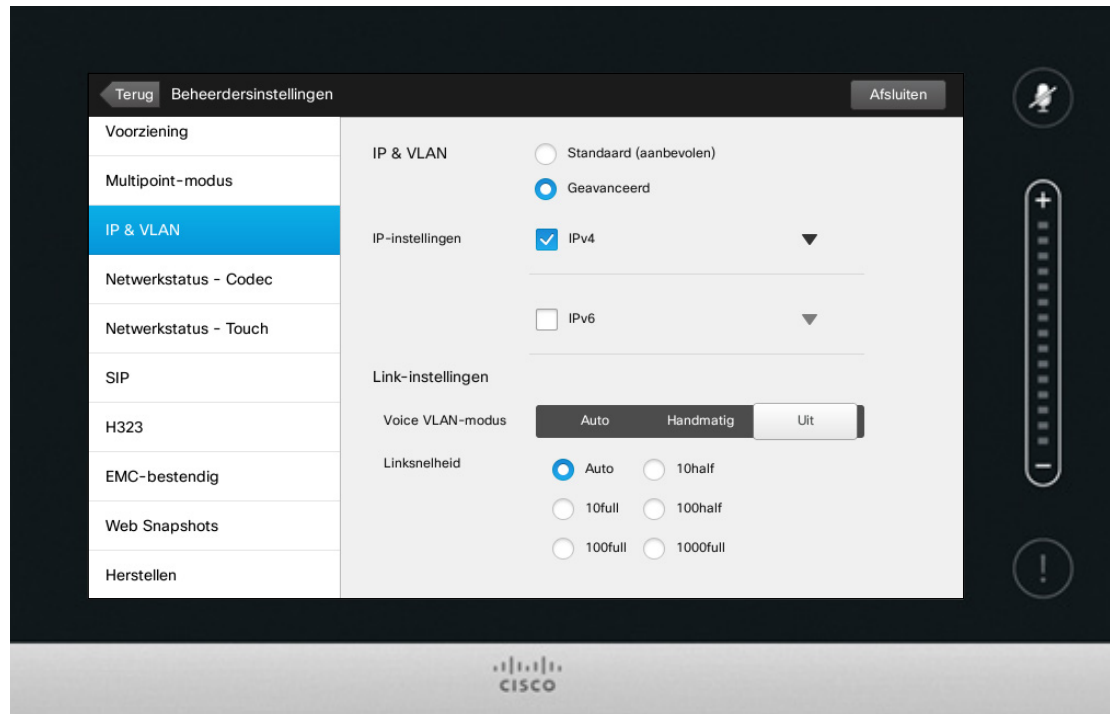 Terug Beheerdersinstellingen Afsluiten
Voorziening
Multipoint-modus
IP & VLAN
Netwerkstatus - Codec
Netwerkstatus - Touch
SIP
H323
EMC-bestendig
Web Snapshots
Herstellen
IP & VLAN Standaard (aanbevolen)
Geavanceerd
IP-instellingen IPv4
IPv6
Link-instellingen
Voice VLAN-modus Auto Handmatig Uit
Linksnelheid Auto 10half
10full 100half
100full 1000full
+
-
!
CISCO